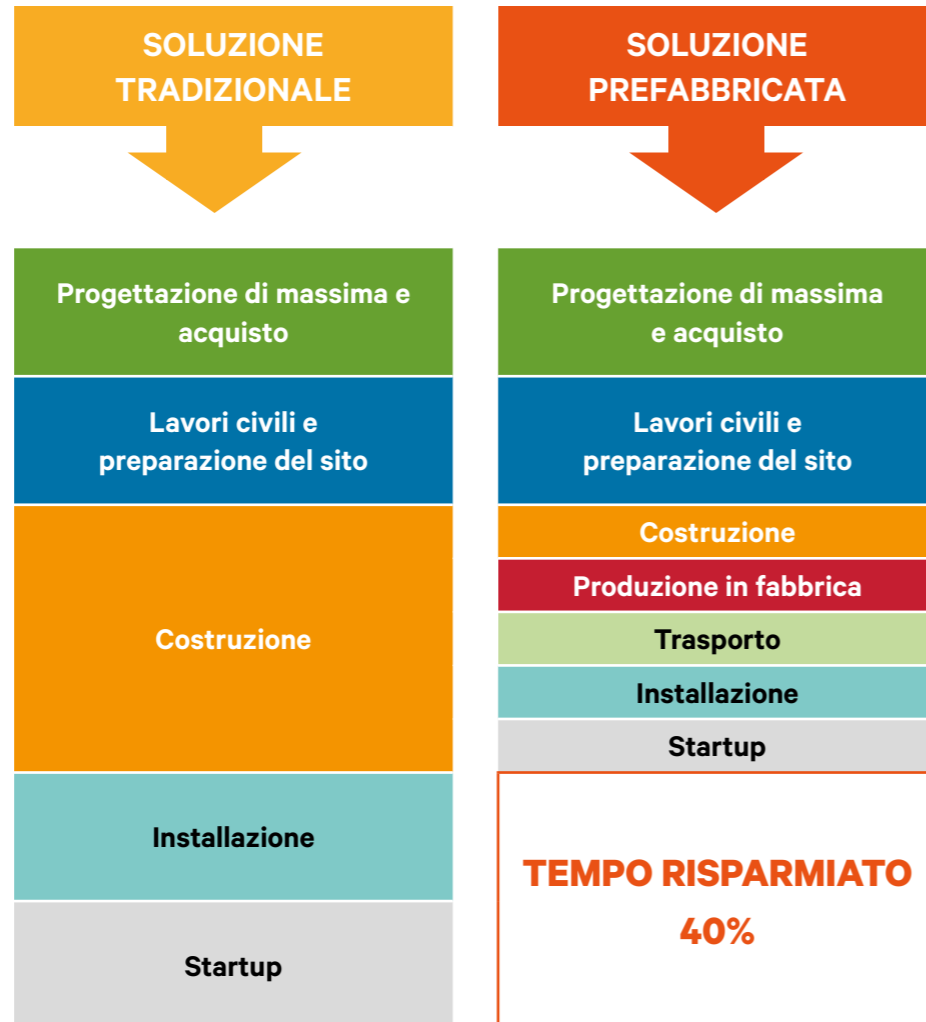 SOLUZIONE
TRADIZIONALE
Progettazione di massima e
acquisto
Lavori civili e
preparazione del sito
Costruzione
Installazione
Startup
SOLUZIONE
PREFABBRICATA
Progettazione di massima
e acquisto
Lavori civili e
preparazione del sito
Costruzione
Produzione in fabbrica
Trasporto
Installazione
Startup
TEMPO RISPARMIATO
40%